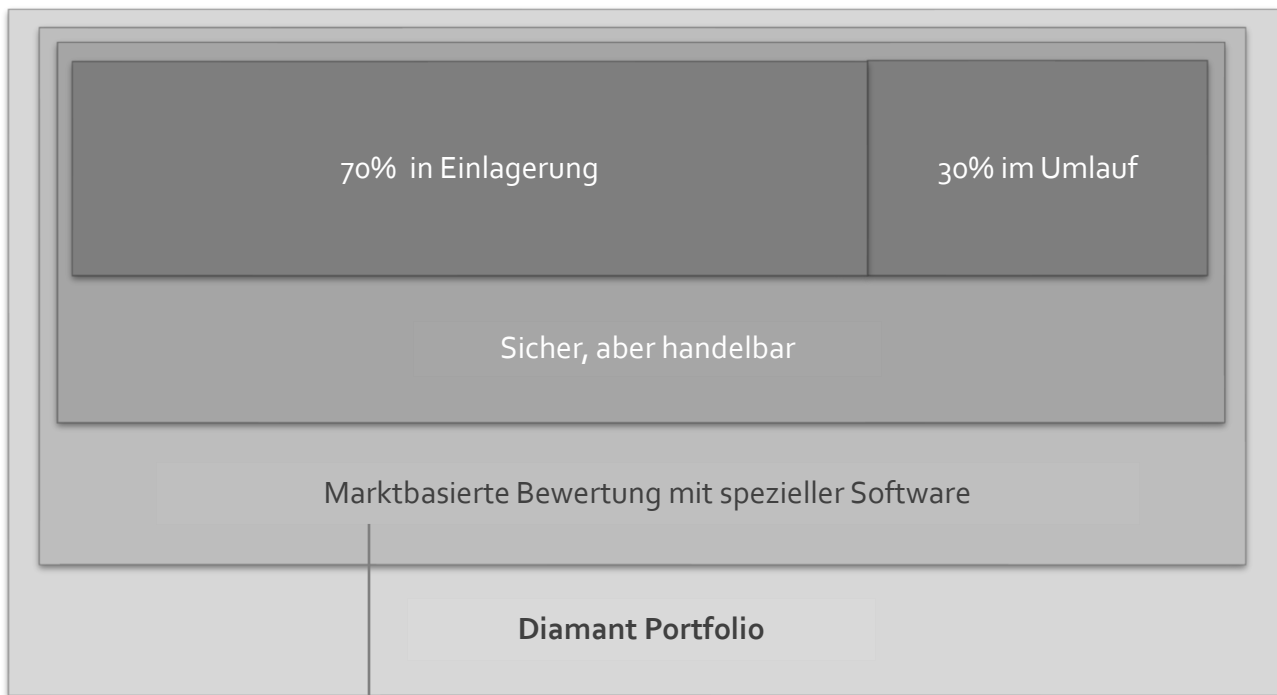 70% in Einlagerung
30% im Umlauf
Sicher, aber handelbar
Marktbasierte Bewertung mit spezieller Software
Diamant Portfolio